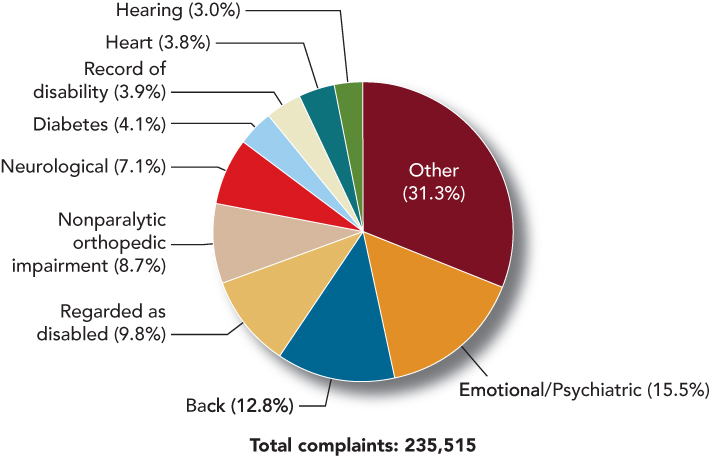 Hearing (3.0%)
Heart (3.8%)
Record of
disability (3.9%)
Diabetes (4.1%)
Neurological (7.1%)
Nonparalytic
orthopedic
impairment (8.7%)
Regarded as
disabled (9.8%)
Back (12.8%)
Emotional/Psychiatric (15.5%)
Other
(31.3%)
Total complaints: 235,515